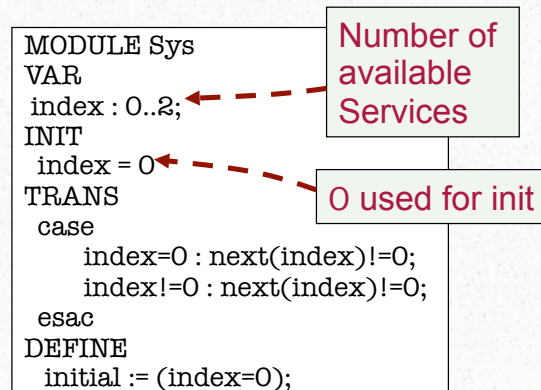 MODULE Sys
VAR
index : 0..2;
INIT
index = 0
TRANS
case
index=0 : next(index)!=0;
index!=0 : next(index)!=0;
esac
DEFINE
initial := (index=0);
Number of
available
Services
0 used for init